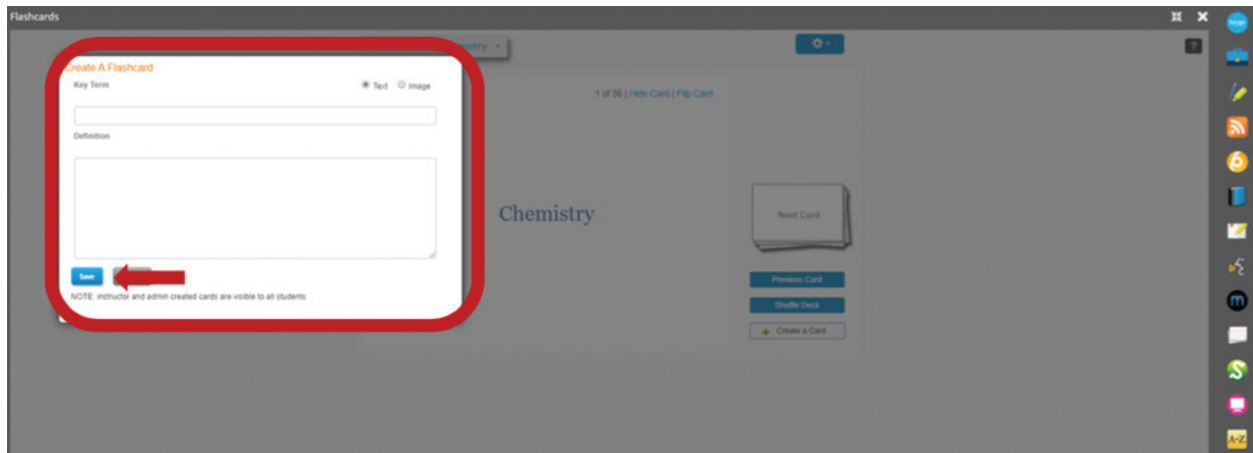 Flashcards
Create A Flashcard
Key Term
Text
Image
Definition
Save
NOTE: instructor and admin created cards are visible to all students
1 of 56 | Hide Card | Flip Card
Chemistry
Next Card
Previous Card
Shuffle Deck
Create a Card
?
m
A-Z